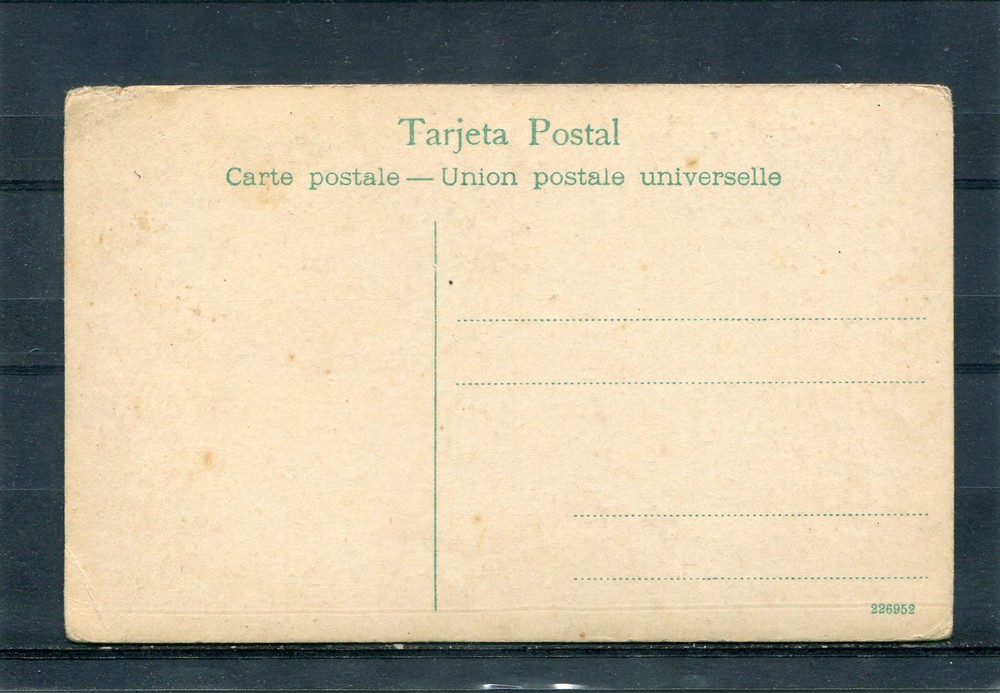 Tarjeta Postal
Carte postale — Union postale universelle
226952